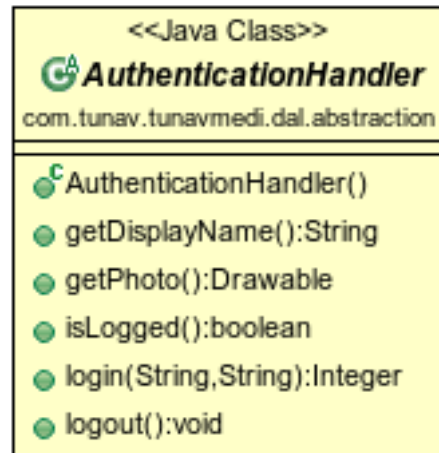 <<Java Class>>
AuthenticationHandler
com.tunav.tunavmedi.dal.abstraction
AuthenticationHandler()
getDisplayName():String
getPhoto():Drawable
isLogged():boolean
login(String,String):Integer
logout():void